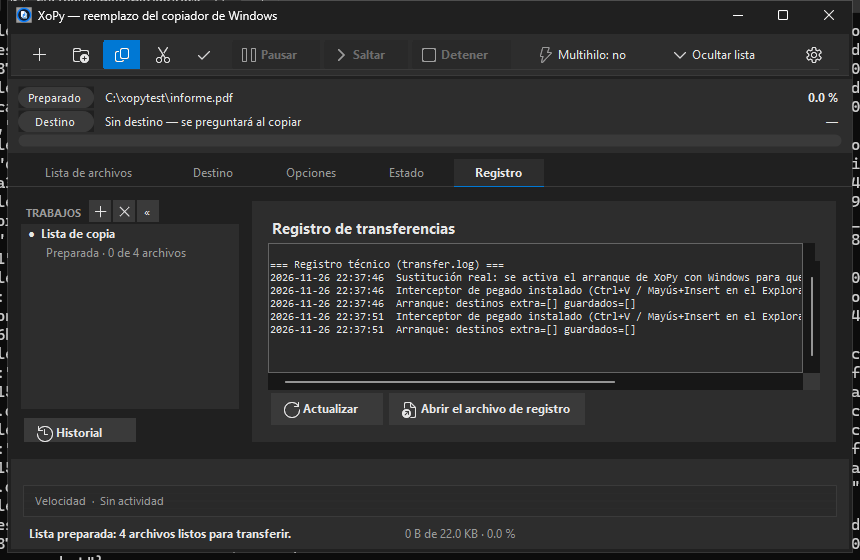 XoPy — reemplazo del copiador de Windows
Pausar
Saltar
Detener
Multihilo: no
Ocultar lista
Preparado C:\xopytest\informe.pdf 0.0 %
Destino Sin destino — se preguntará al copiar —
Lista de archivos Destino Opciones Estado Registro
TRABAJOS + ✕ «
• Lista de copia
Preparada · 0 de 4 archivos
Historial
Registro de transferencias
=== Registro técnico (transfer.log) ===
2026-11-26 22:37:46 Sustitución real: se activa el arranque de XoPy con Windows para que
2026-11-26 22:37:46 Interceptor de pegado instalado (Ctrl+V / Mayús+Insert en el Explora
2026-11-26 22:37:46 Arranque: destinos extra=[] guardados=[]
2026-11-26 22:37:51 Interceptor de pegado instalado (Ctrl+V / Mayús+Insert en el Explora
2026-11-26 22:37:51 Arranque: destinos extra=[] guardados=[]
Actualizar
Abrir el archivo de registro
Velocidad · Sin actividad
Lista preparada: 4 archivos listos para transferir. 0 B de 22.0 KB · 0.0 %